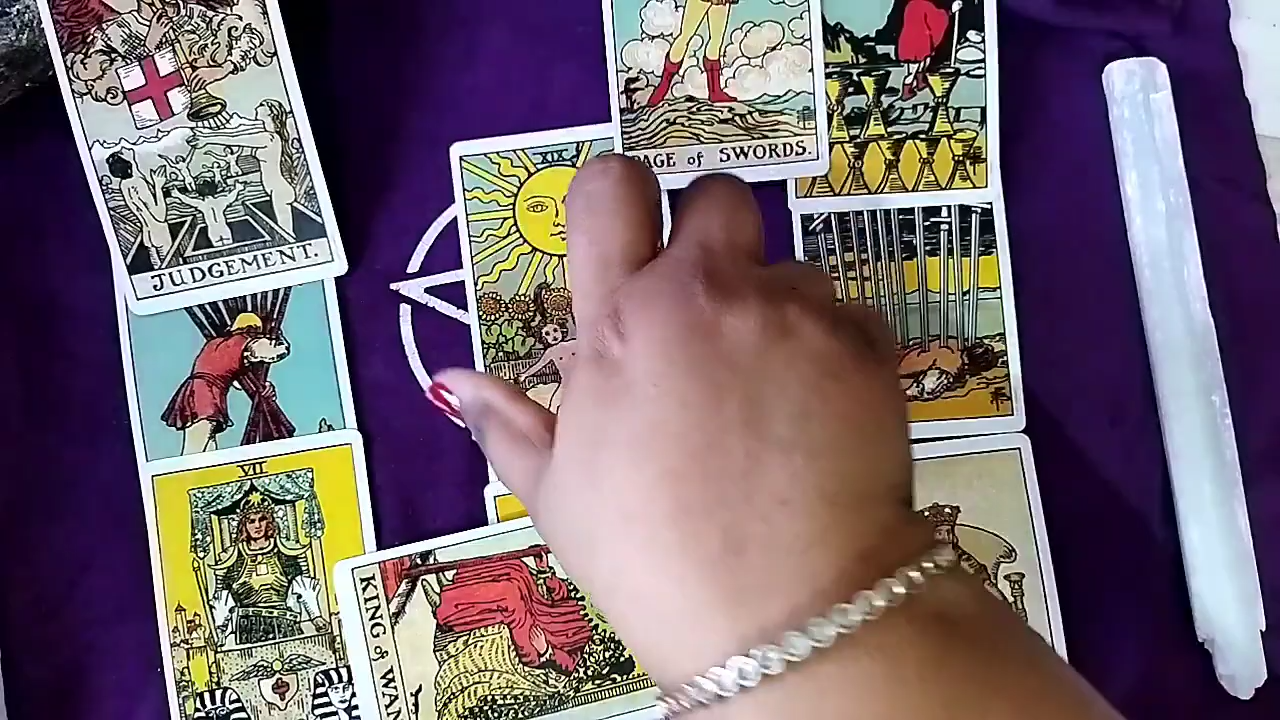 XIX
PAGE of SWORDS.
JUDGEMENT.
VII
KING of WAN